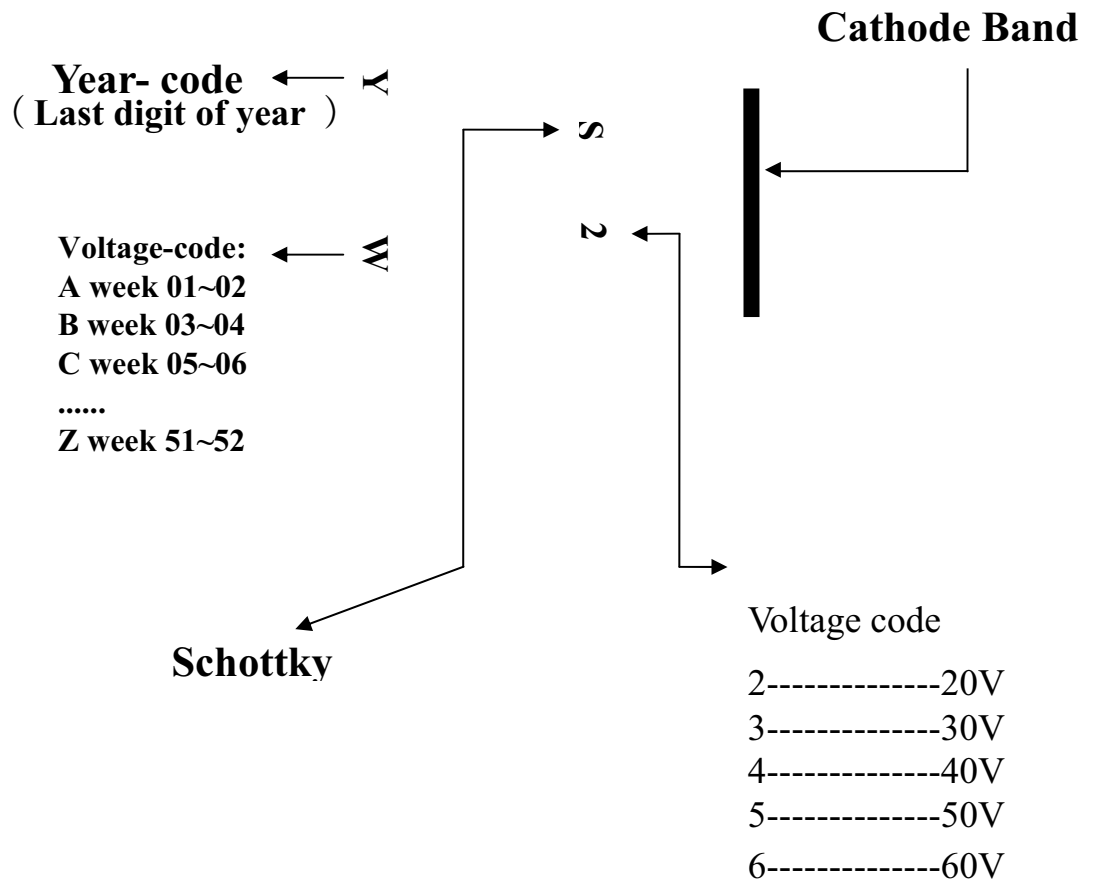 Cathode Band
Year- code
( Last digit of year )
Y
S
2
Voltage-code:
A week 01~02
B week 03~04
C week 05~06
......
Z week 51~52
W
Schottky
Voltage code
2--------------20V
3--------------30V
4--------------40V
5--------------50V
6--------------60V